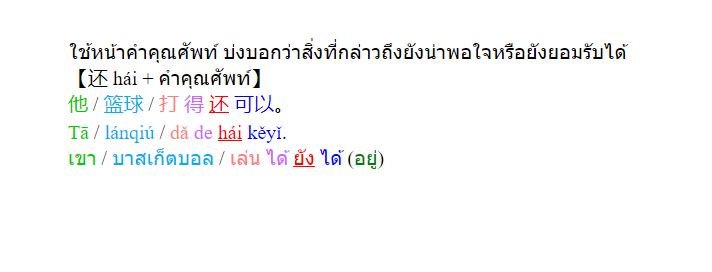 ใช้หน้าคำคุณศัพท์ บ่งบอกว่าสิ่งที่กล่าวถึงยังน่าพอใจหรือยังยอมรับได้
【还 hái + คำคุณศัพท์】
他 / 篮球 / 打 得 还 可以。
Tā / lánqiú / dǎ de hái kěyǐ.
เขา / บาสเก็ตบอล / เล่น ได้ ยัง ได้ (อยู่)